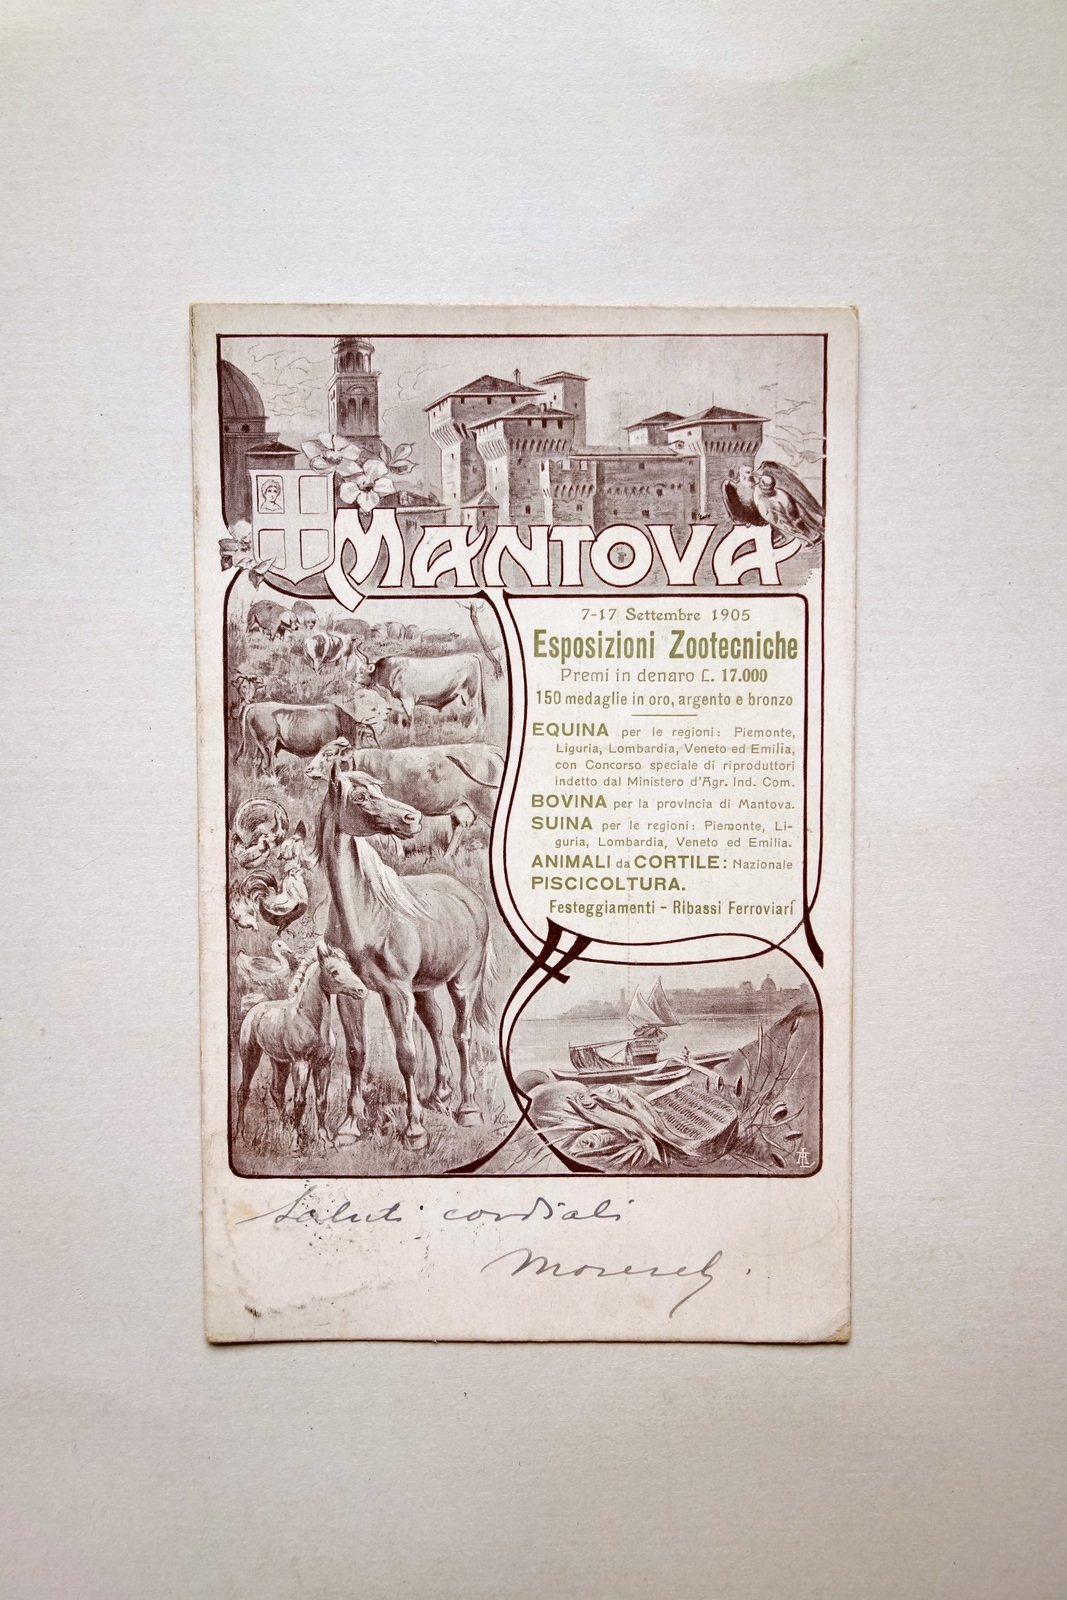 MANTOVA
7-17 Settembre 1905
Esposizioni Zootecniche
Premi in denaro £. 17.000
150 medaglie in oro, argento e bronzo
EQUINA per le regioni: Piemonte,
Liguria, Lombardia, Veneto ed Emilia,
con Concorso speciale di riproduttori
indetto dal Ministero d'Agr. Ind. Com.
BOVINA per la provincia di Mantova.
SUINA per le regioni: Piemonte, Li-
guria, Lombardia, Veneto ed Emilia.
ANIMALI da CORTILE: Nazionale
PISCICOLTURA.
Festeggiamenti - Ribassi Ferroviarí
Saluti cordiali